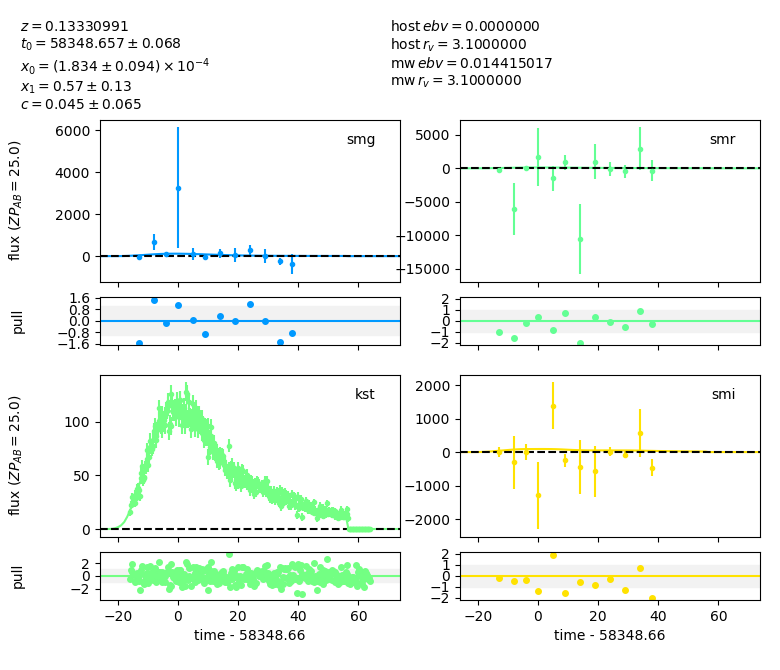 z = 0.13330991
t₀ = 58348.657 ± 0.068
x₀ = (1.834 ± 0.094) × 10⁻⁴
x₁ = 0.57 ± 0.13
c = 0.045 ± 0.065
host ebv = 0.0000000
host r_v = 3.1000000
mw ebv = 0.014415017
mw r_v = 3.1000000
smg
6000
4000
2000
0
flux (ZP_AB = 25.0)
smr
5000
0
−5000
−10000
−15000
1.6
0.8
0.0
−0.8
−1.6
pull
2
1
0
−1
−2
kst
100
50
0
flux (ZP_AB = 25.0)
smi
2000
1000
0
−1000
−2000
2
0
−2
pull
−20 0 20 40 60
time - 58348.66
2
1
0
−1
−2
−20 0 20 40 60
time - 58348.66